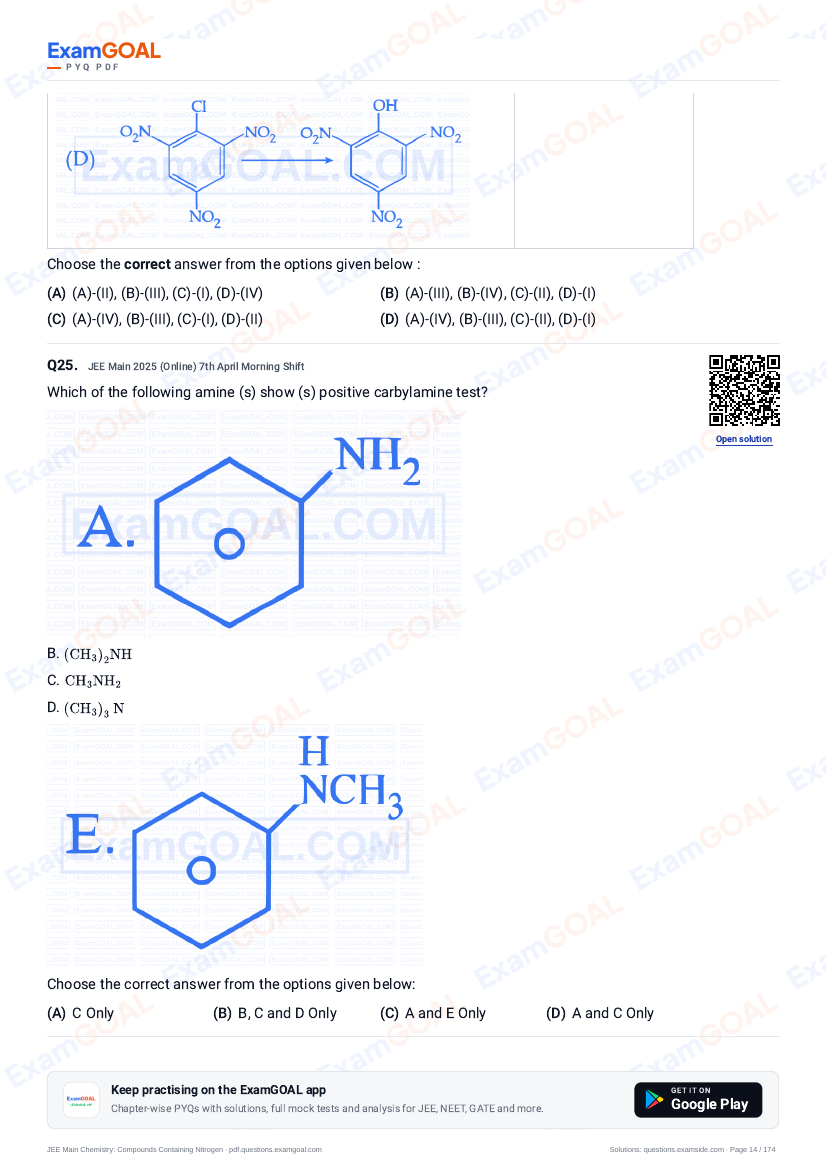 ExamGOAL
PYQ PDF
Cl
OH
O₂N
NO₂
O₂N
NO₂
(D)
NO₂
NO₂
Choose the correct answer from the options given below :
(A) (A)-(II), (B)-(III), (C)-(I), (D)-(IV)
(B) (A)-(III), (B)-(IV), (C)-(II), (D)-(I)
(C) (A)-(IV), (B)-(III), (C)-(I), (D)-(II)
(D) (A)-(IV), (B)-(III), (C)-(II), (D)-(I)
Q25. JEE Main 2025 (Online) 7th April Morning Shift
Which of the following amine (s) show (s) positive carbylamine test?
Open solution
NH₂
A.
B. (CH₃)₂NH
C. CH₃NH₂
D. (CH₃)₃ N
H
NCH₃
E.
Choose the correct answer from the options given below:
(A) C Only
(B) B, C and D Only
(C) A and E Only
(D) A and C Only
ExamGOAL
Keep practising on the ExamGOAL app
Chapter-wise PYQs with solutions, full mock tests and analysis for JEE, NEET, GATE and more.
GET IT ON
Google Play
JEE Main Chemistry: Compounds Containing Nitrogen · pdf.questions.examgoal.com
Solutions: questions.examside.com · Page 14 / 174